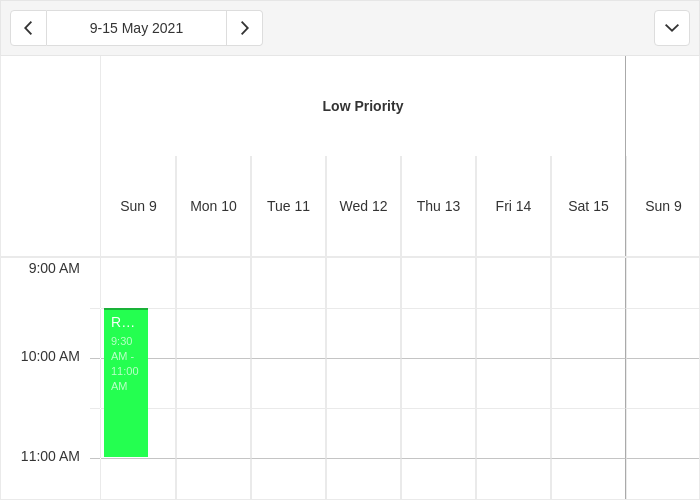 9-15 May 2021
Low Priority
Sun 9 Mon 10 Tue 11 Wed 12 Thu 13 Fri 14 Sat 15 Sun 9
9:00 AM
R...
9:30
AM -
11:00
AM
10:00 AM
11:00 AM